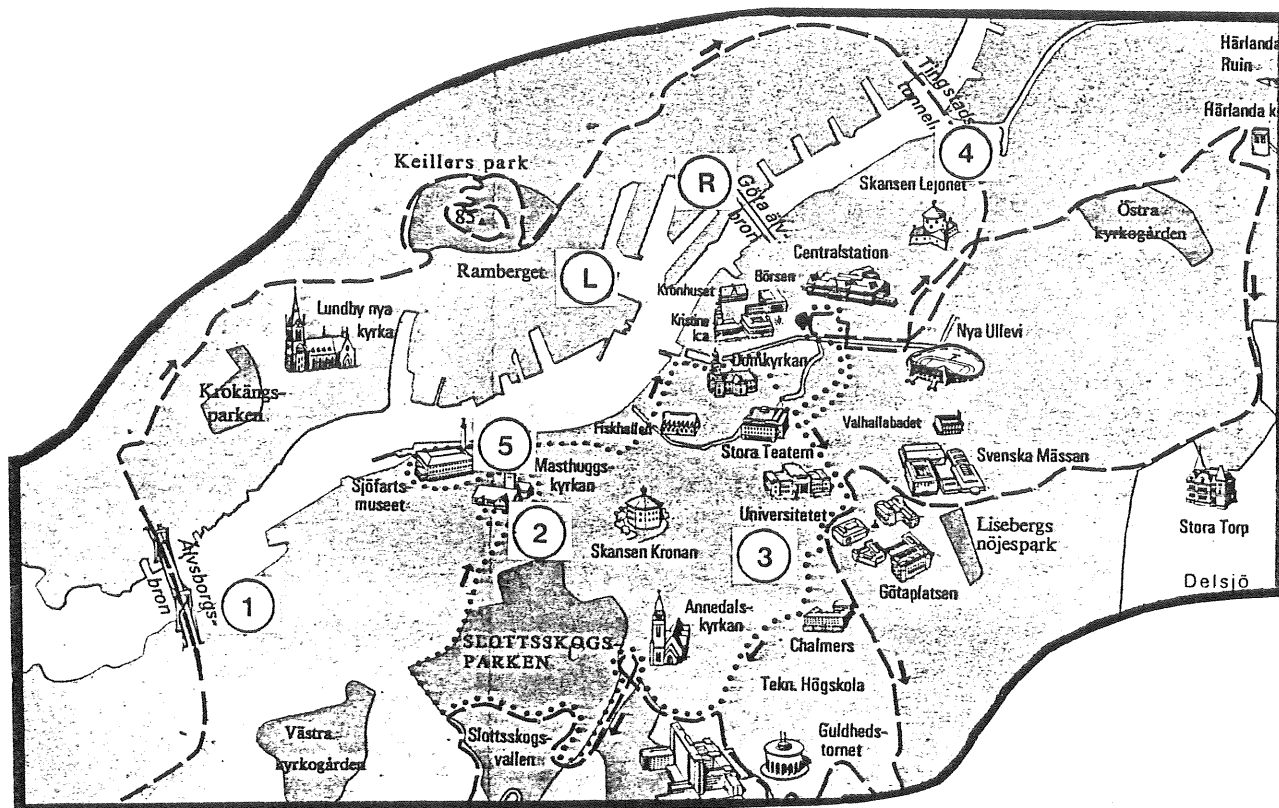 Härlanda
Ruin
Härlanda k
Tingstads-
tunnel
4
Keillers park
85
R
Göta älv-
bron
Skansen Lejonet
Östra
kyrkogården
Ramberget
L
Centralstation
Börsen
Kronhuset
Lundby nya
kyrka
Kristine
k:a
Nya Ullevi
Domkyrkan
Krokängs-
parken
Fiskhallen
Stora Teatern
Valhallabadet
5
Masthuggs-
kyrkan
Svenska Mässan
Sjöfarts-
museet
Universitetet
Stora Torp
2
Skansen Kronan
3
Lisebergs
nöjespark
Älvsborgs-
bron
1
Götaplatsen
Delsjö
Annedals-
kyrkan
SLOTTSSKOGS-
PARKEN
Chalmers
Tekn. Högskola
Västra
kyrkogården
Slottsskogs-
vallen
Guldheds-
tornet